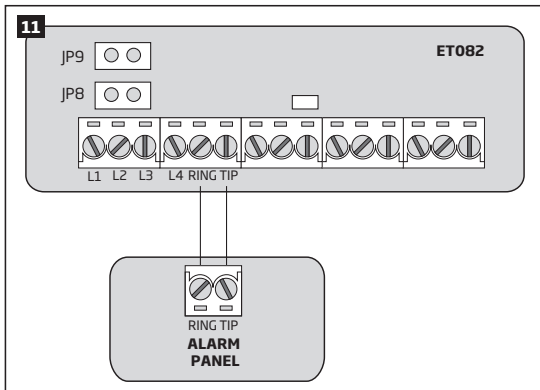 11
ET082
JP9
JP8
L1 L2 L3 L4 RING TIP
RING TIP
ALARM
PANEL